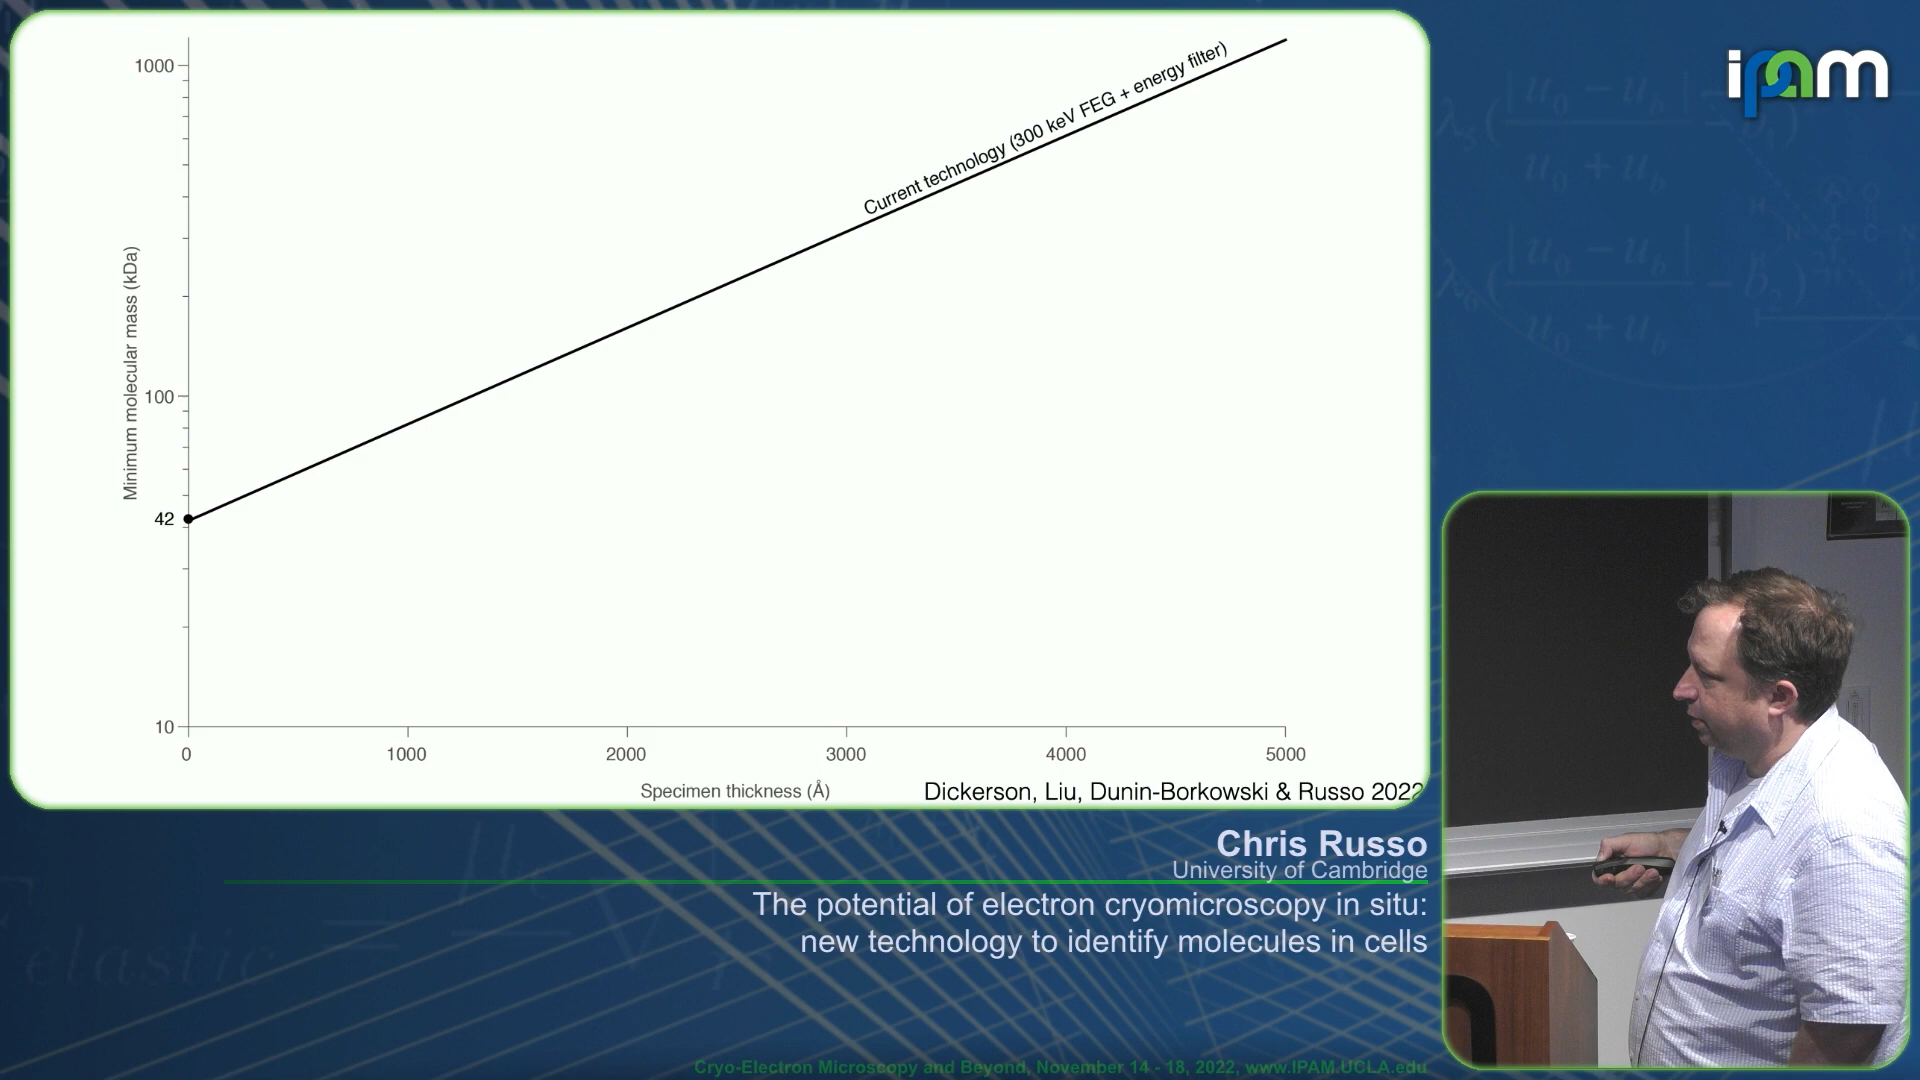 1000
100
42
10
Minimum molecular mass (kDa)
Current technology (300 keV FEG + energy filter)
0 1000 2000 3000 4000 5000
Specimen thickness (Å)
Dickerson, Liu, Dunin-Borkowski & Russo 2022
ipam
Chris Russo
University of Cambridge
The potential of electron cryomicroscopy in situ:
new technology to identify molecules in cells
Cryo-Electron Microscopy and Beyond, November 14 - 18, 2022, www.IPAM.UCLA.edu
elastic